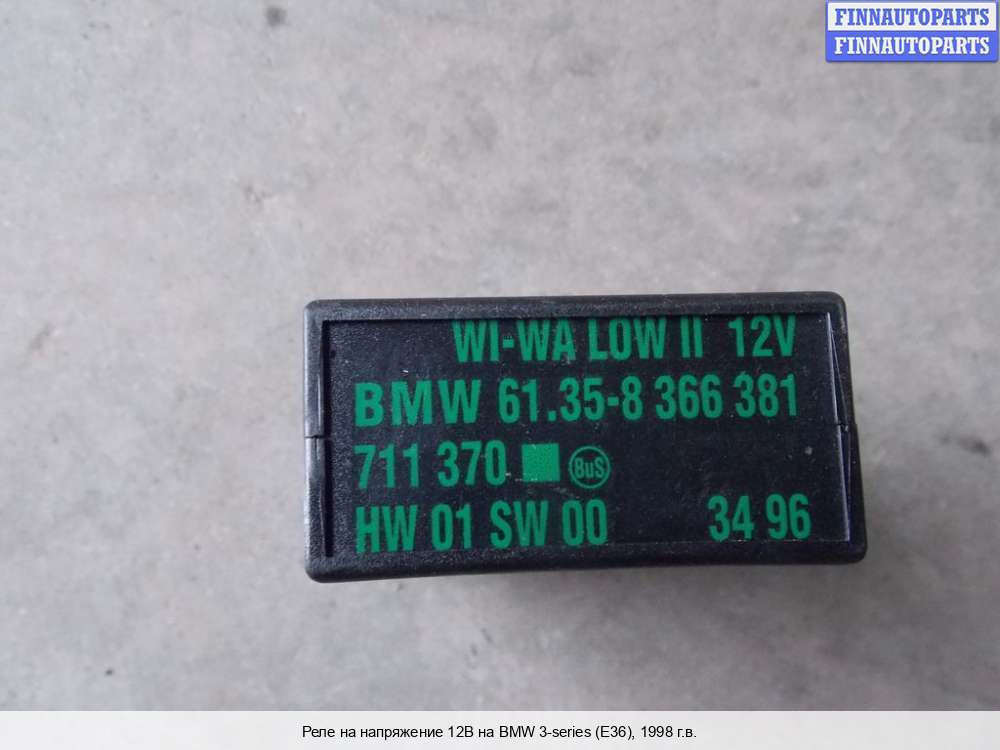 FINNAUTOPARTS
FINNAUTOPARTS
WI-WA LOW II 12V
BMW 61.35-8 366 381
711 370 BuS
HW 01 SW 00 34 96
Реле на напряжение 12В на BMW 3-series (E36), 1998 г.в.